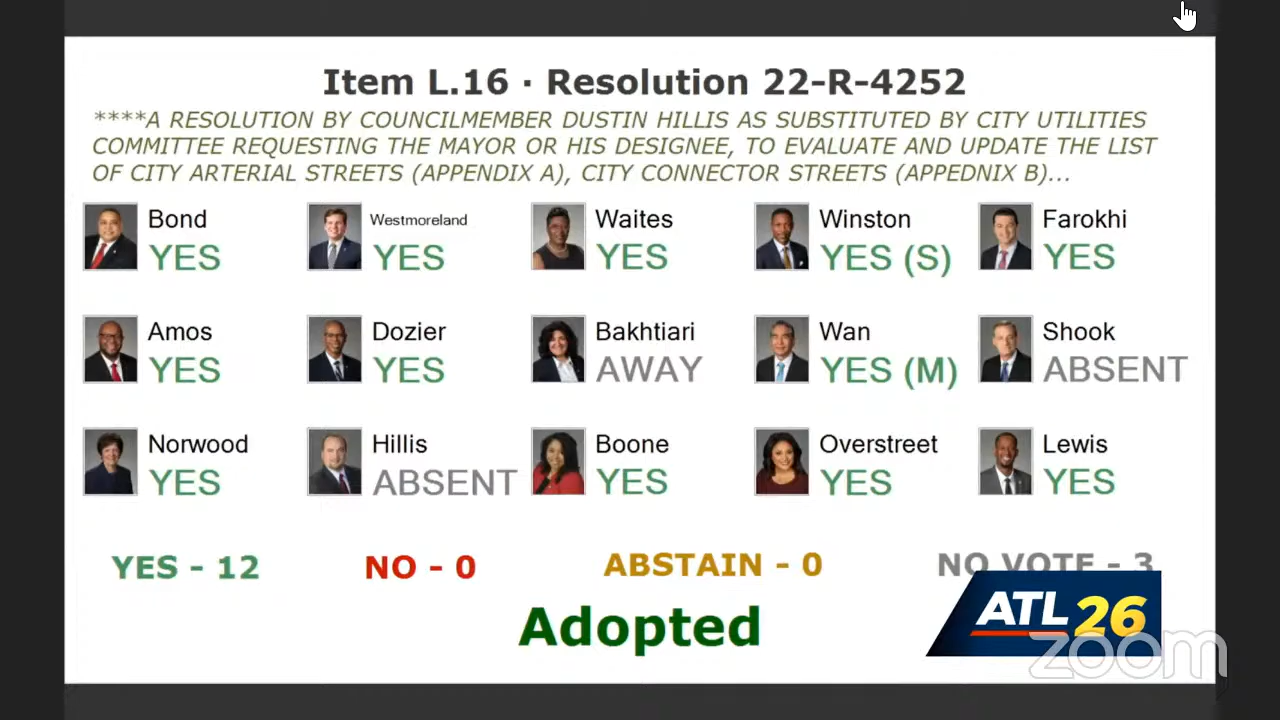 Item L.16 · Resolution 22-R-4252
****A RESOLUTION BY COUNCILMEMBER DUSTIN HILLIS AS SUBSTITUTED BY CITY UTILITIES
COMMITTEE REQUESTING THE MAYOR OR HIS DESIGNEE, TO EVALUATE AND UPDATE THE LIST
OF CITY ARTERIAL STREETS (APPENDIX A), CITY CONNECTOR STREETS (APPEDNIX B)...
Bond Westmoreland Waites Winston Farokhi
YES YES YES YES (S) YES
Amos Dozier Bakhtiari Wan Shook
YES YES AWAY YES (M) ABSENT
Norwood Hillis Boone Overstreet Lewis
YES ABSENT YES YES YES
YES - 12 NO - 0 ABSTAIN - 0 NO VOTE - 3
Adopted
ATL 26
zoom